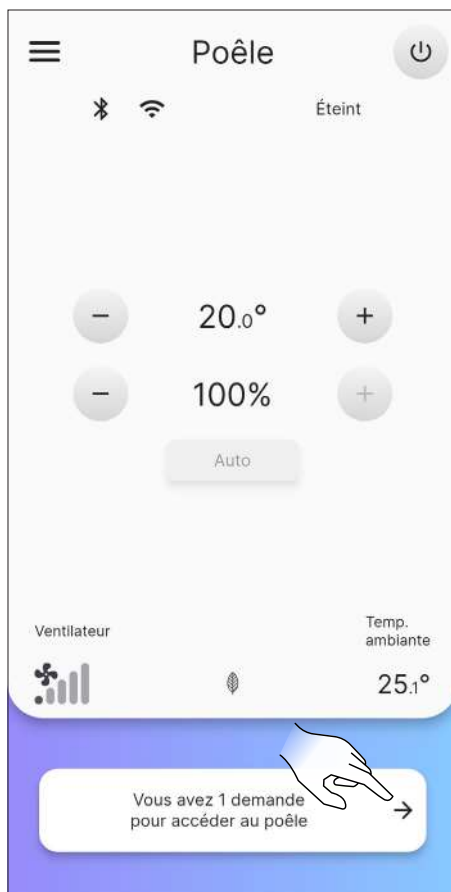 Poêle
Éteint
20.0°
100%
Auto
Ventilateur
Temp.
ambiante
25.1°
Vous avez 1 demande
pour accéder au poêle